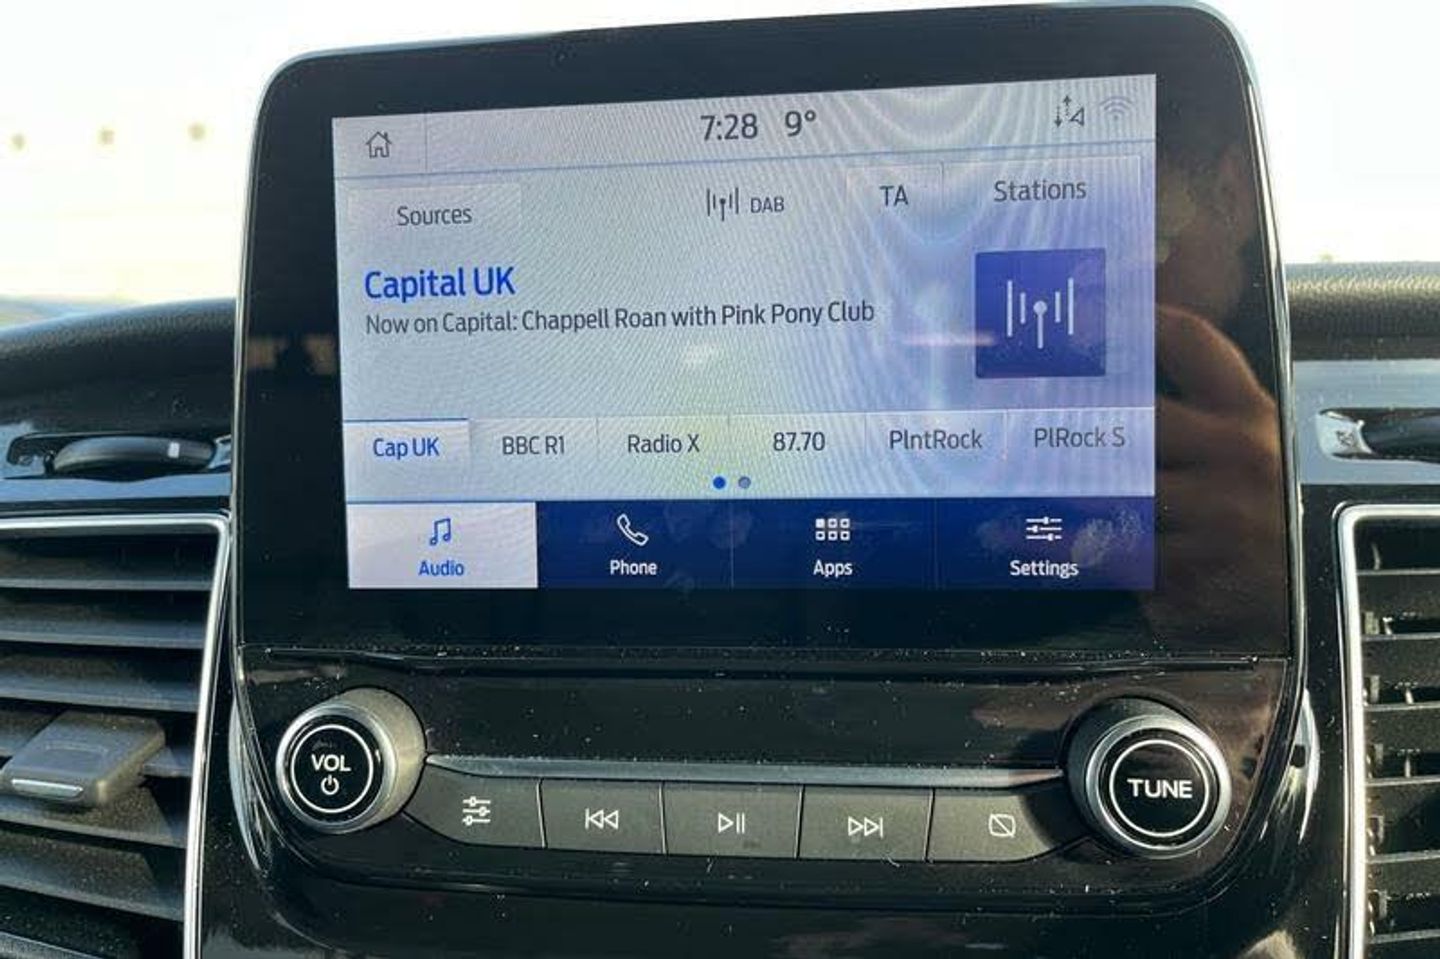 7:28 9°
Sources DAB TA Stations
Capital UK
Now on Capital: Chappell Roan with Pink Pony Club
Cap UK BBC R1 Radio X 87.70 PlntRock PlRock S
Audio Phone Apps Settings
VOL TUNE